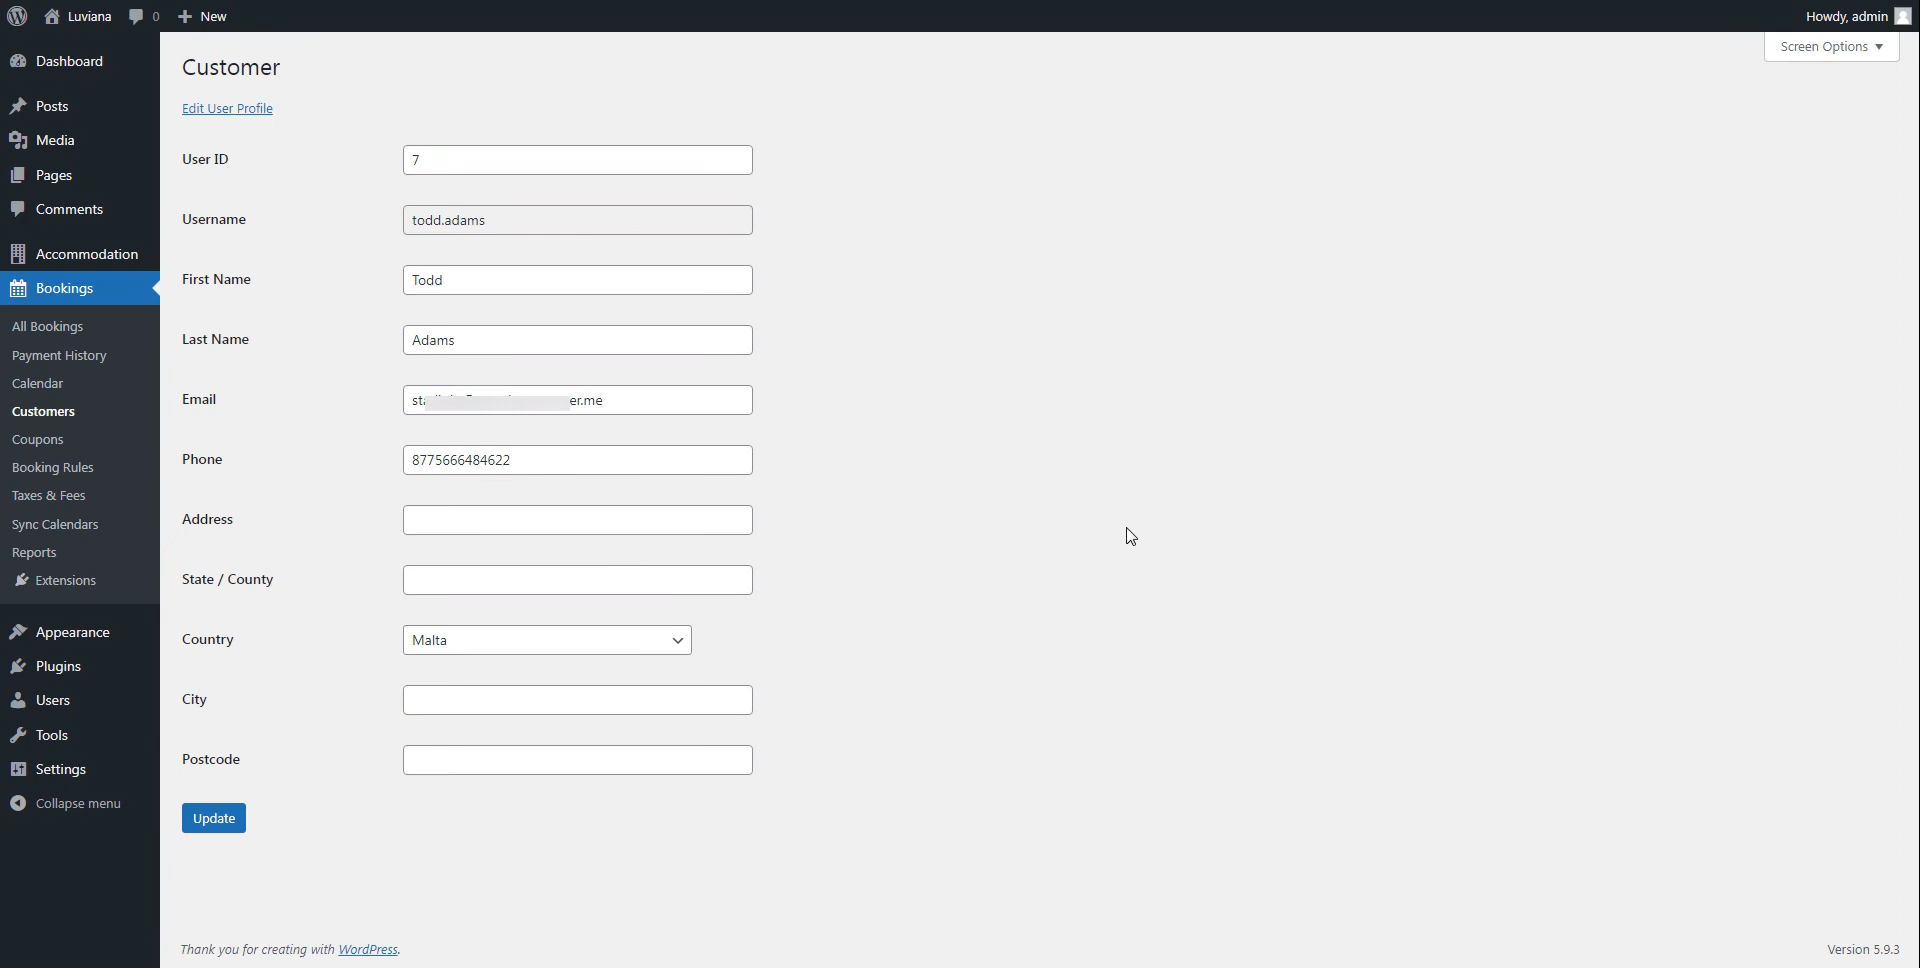 Luviana
0
New
Howdy, admin
Screen Options
Dashboard
Posts
Media
Pages
Comments
Accommodation
Bookings
All Bookings
Payment History
Calendar
Customers
Coupons
Booking Rules
Taxes & Fees
Sync Calendars
Reports
Extensions
Appearance
Plugins
Users
Tools
Settings
Collapse menu
Customer
Edit User Profile
User ID
7
Username
todd.adams
First Name
Todd
Last Name
Adams
Email
er.me
Phone
8775666484622
Address
State / County
Country
Malta
City
Postcode
Update
Thank you for creating with WordPress.
Version 5.9.3